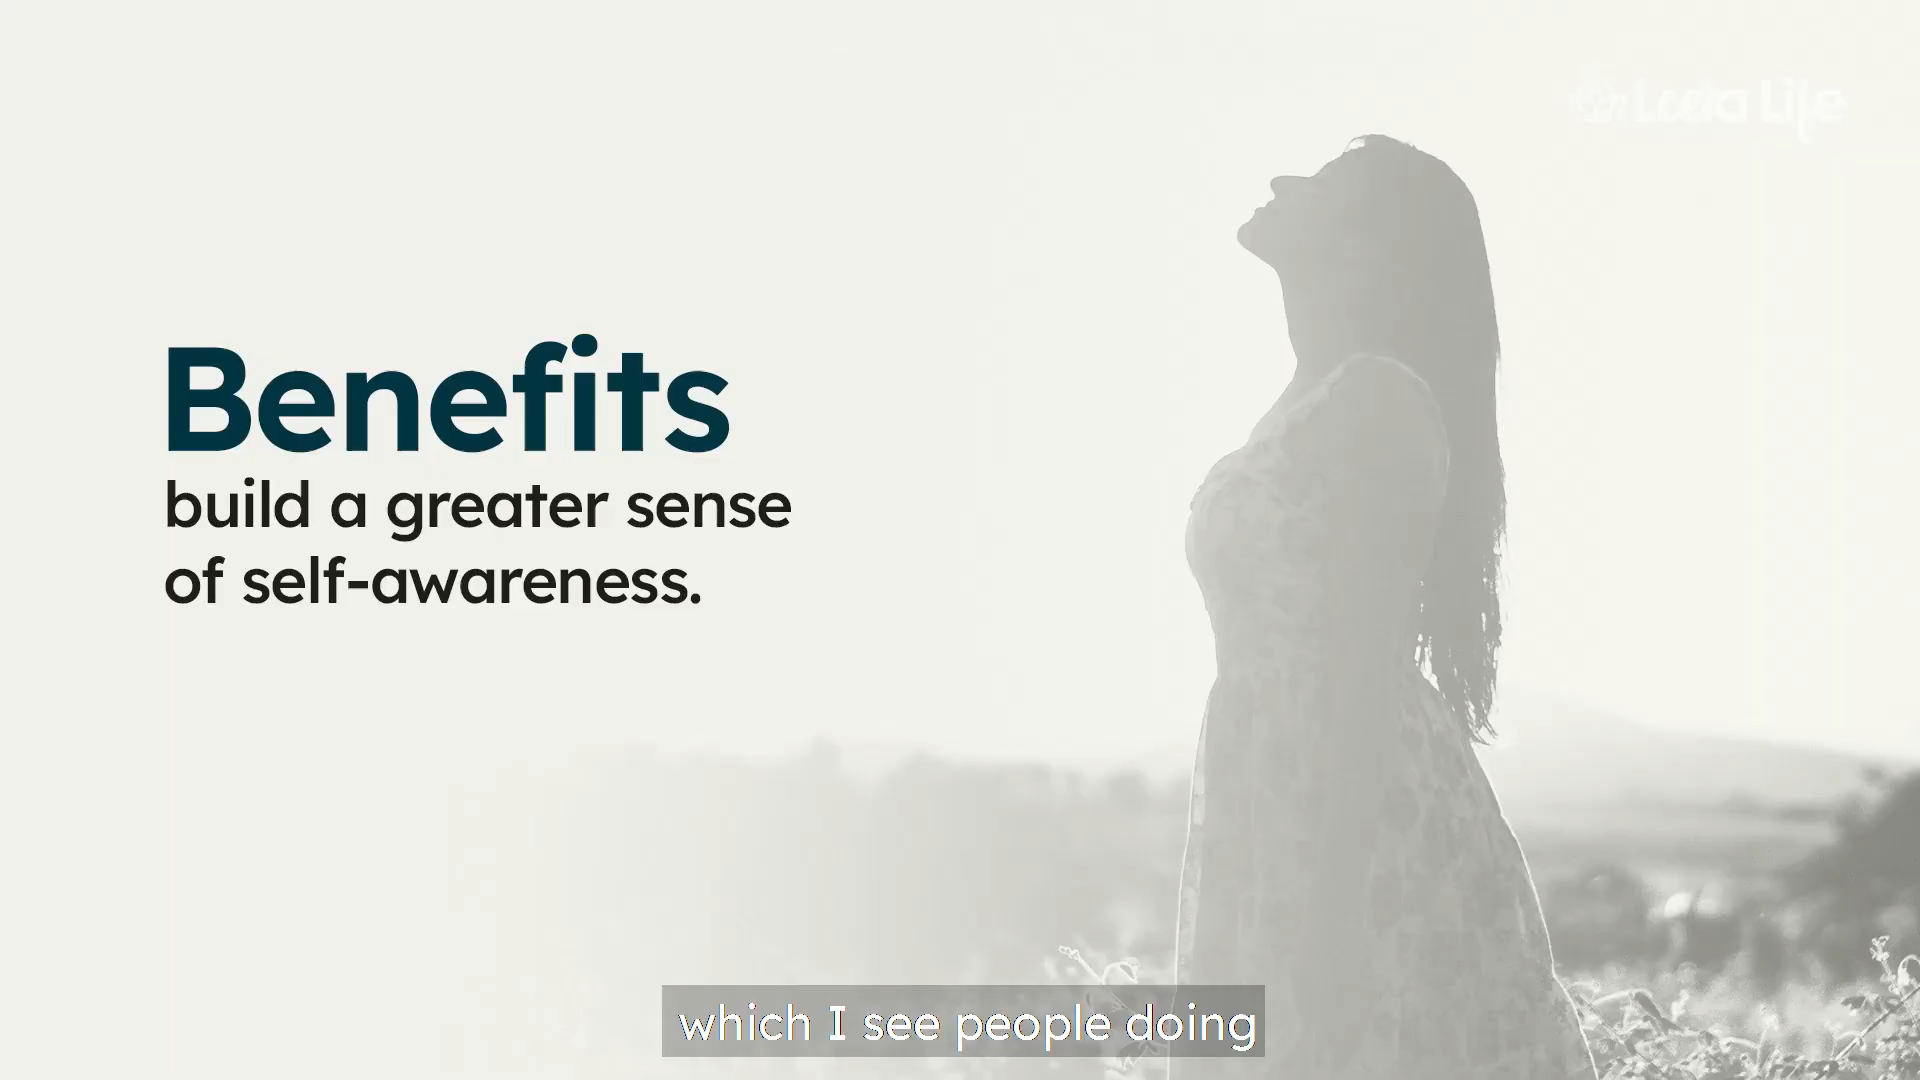 Benefits
build a greater sense
of self-awareness.
which I see people doing